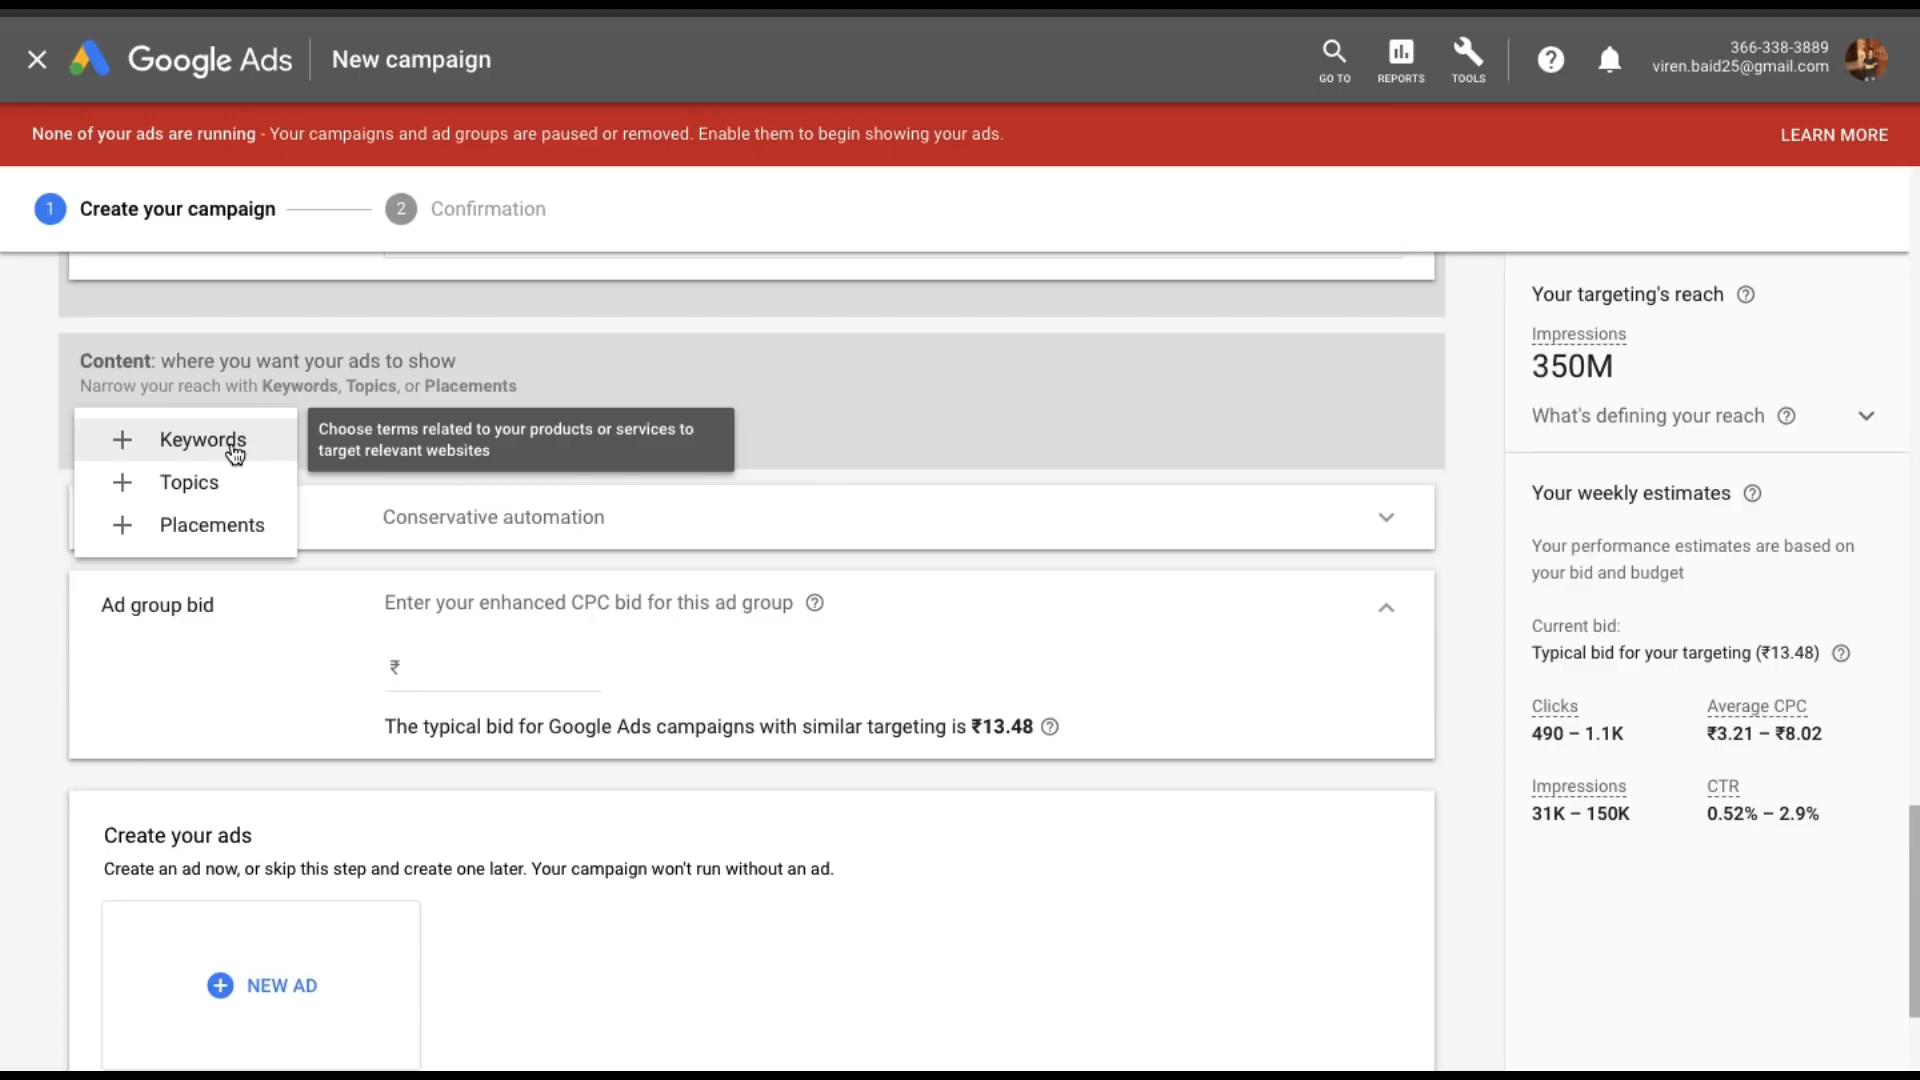 Google Ads
New campaign
GO TO
REPORTS
TOOLS
?
366-338-3889
viren.baid25@gmail.com
None of your ads are running - Your campaigns and ad groups are paused or removed. Enable them to begin showing your ads.
LEARN MORE
1 Create your campaign
2 Confirmation
Content: where you want your ads to show
Narrow your reach with Keywords, Topics, or Placements
+ Keywords
Choose terms related to your products or services to
target relevant websites
+ Topics
+ Placements
Conservative automation
Ad group bid
Enter your enhanced CPC bid for this ad group ?
₹
The typical bid for Google Ads campaigns with similar targeting is ₹13.48 ?
Create your ads
Create an ad now, or skip this step and create one later. Your campaign won't run without an ad.
+ NEW AD
Your targeting's reach ?
Impressions
350M
What's defining your reach ?
Your weekly estimates ?
Your performance estimates are based on
your bid and budget
Current bid:
Typical bid for your targeting (₹13.48) ?
Clicks
490 – 1.1K
Average CPC
₹3.21 – ₹8.02
Impressions
31K – 150K
CTR
0.52% – 2.9%